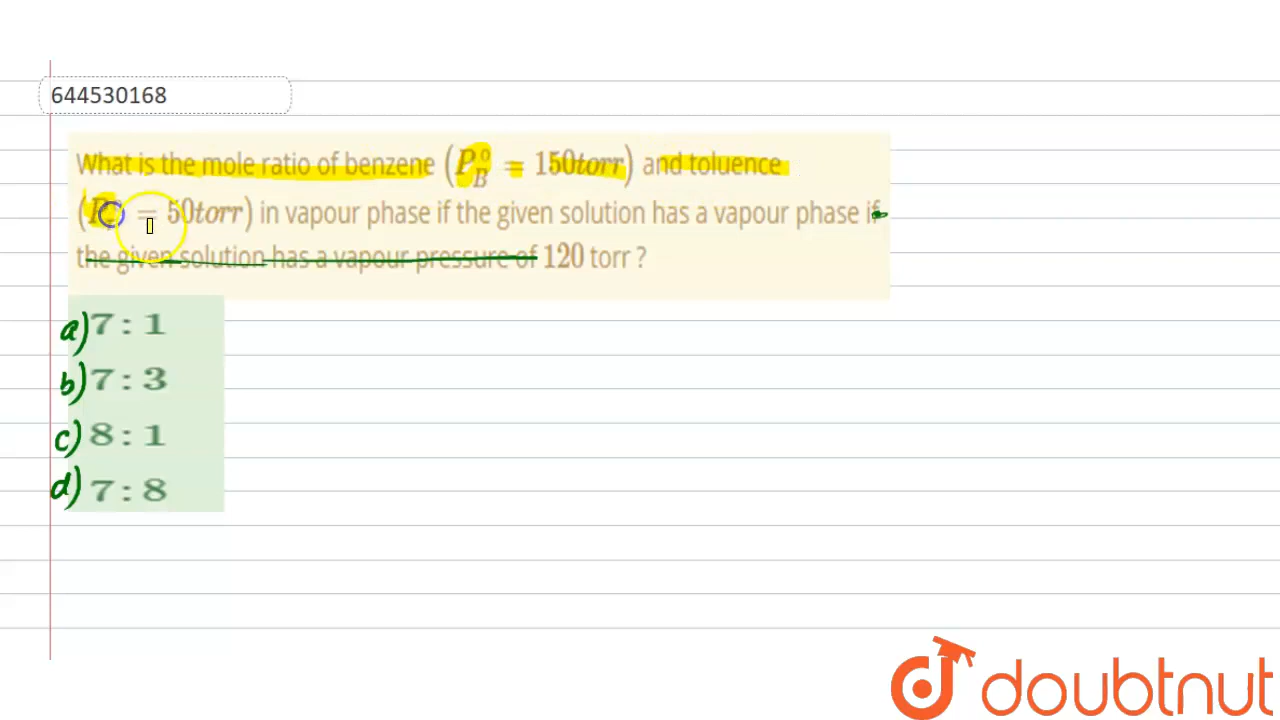 644530168
What is the mole ratio of benzene (P_B^o = 150torr) and toluence
(= 50torr) in vapour phase if the given solution has a vapour phase if
the given solution has a vapour pressure of 120 torr ?
a) 7 : 1
b) 7 : 3
c) 8 : 1
d) 7 : 8
doubtnut